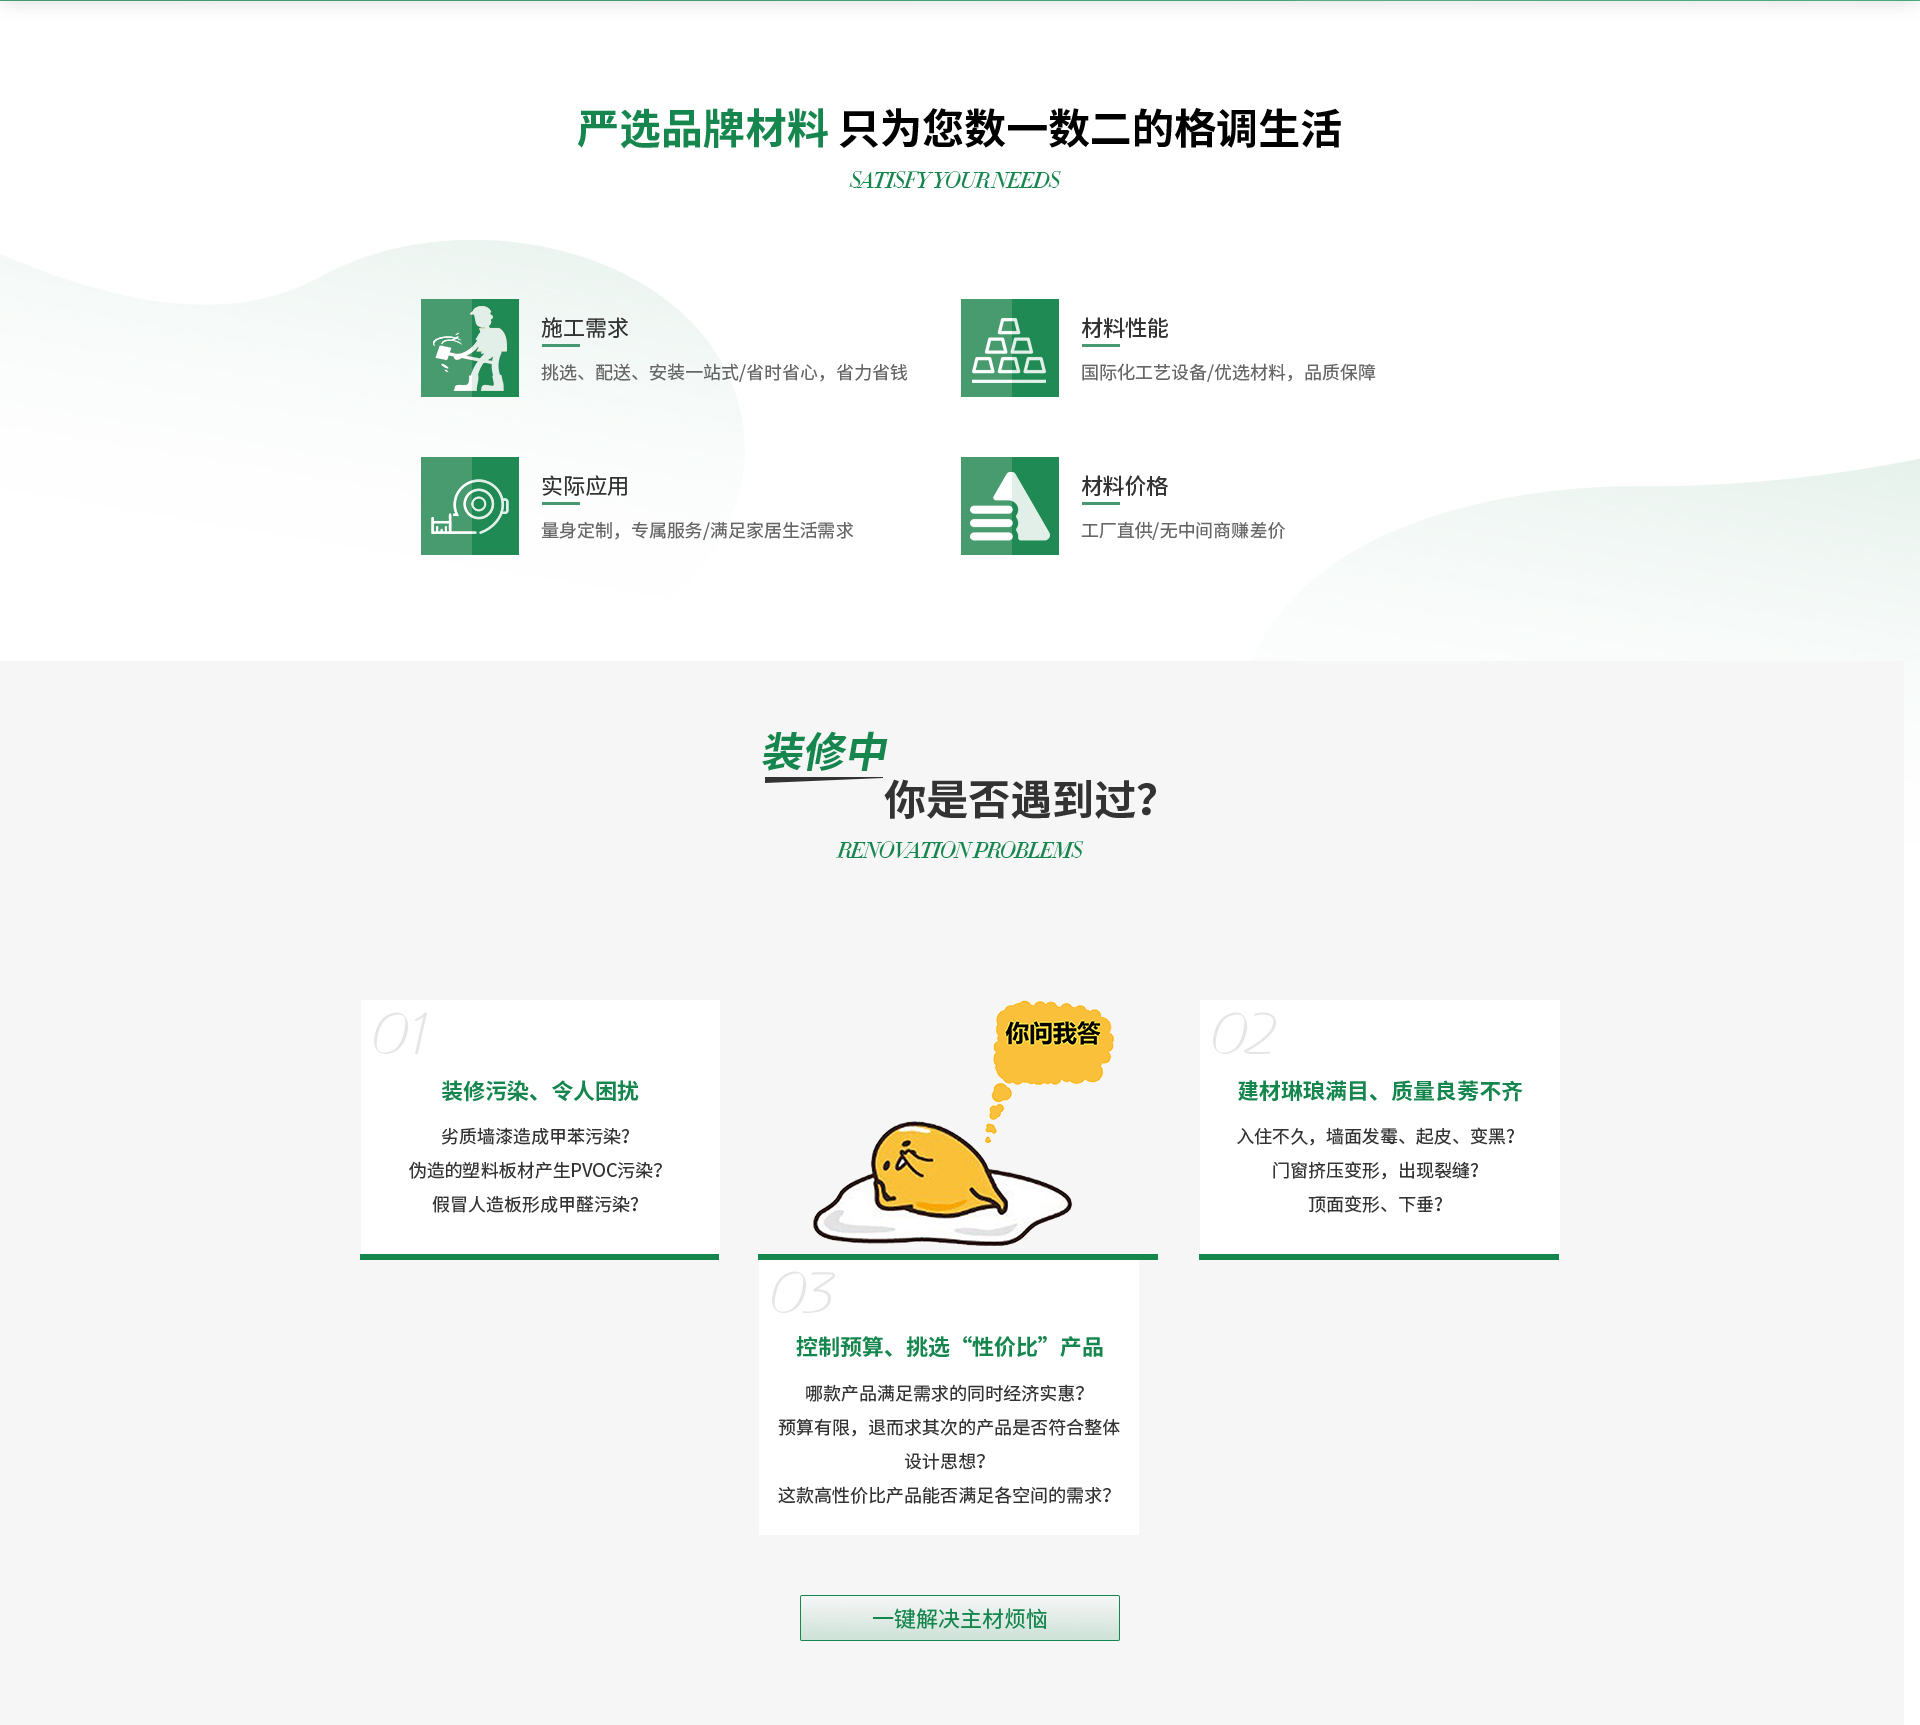 严选品牌材料 只为您数一数二的格调生活
SATISFY YOUR NEEDS
施工需求
挑选、配送、安装一站式/省时省心，省力省钱
材料性能
国际化工艺设备/优选材料，品质保障
实际应用
量身定制，专属服务/满足家居生活需求
材料价格
工厂直供/无中间商赚差价
装修中
你是否遇到过?
RENOVATION PROBLEMS
01
装修污染、令人困扰
劣质墙漆造成甲苯污染?
伪造的塑料板材产生PVOC污染?
假冒人造板形成甲醛污染?
你问我答
02
建材琳琅满目、质量良莠不齐
入住不久，墙面发霉、起皮、变黑?
门窗挤压变形，出现裂缝?
顶面变形、下垂?
03
控制预算、挑选“性价比”产品
哪款产品满足需求的同时经济实惠?
预算有限，退而求其次的产品是否符合整体
设计思想?
这款高性价比产品能否满足各空间的需求?
一键解决主材烦恼